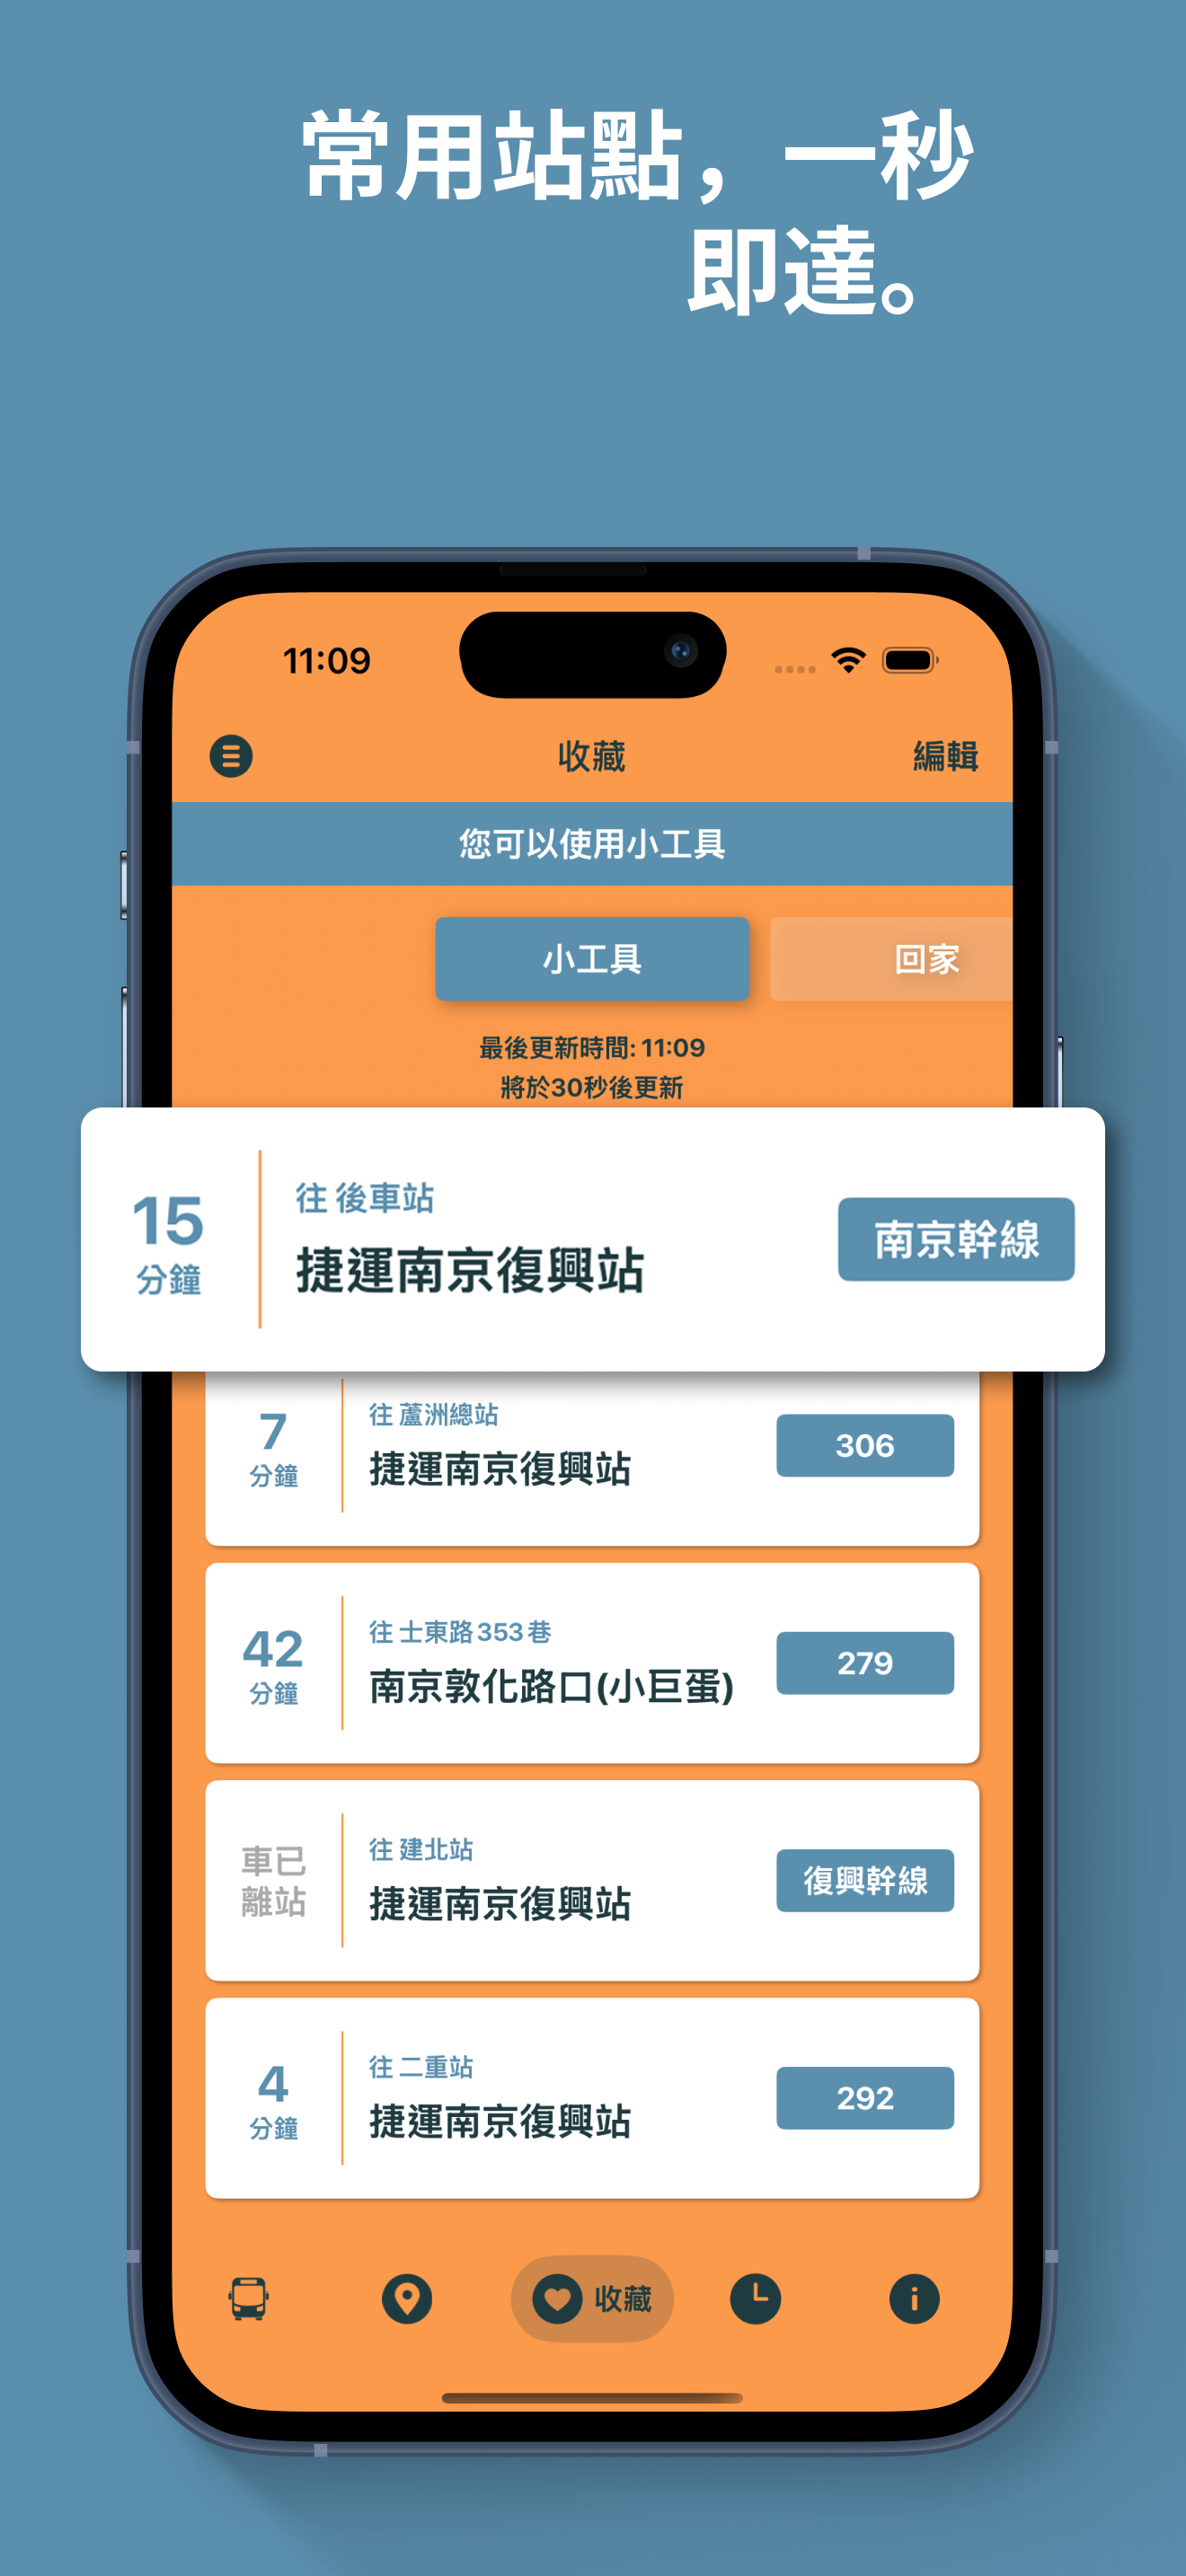 常用站點，一秒
即達。
11:09
收藏
編輯
您可以使用小工具
小工具
回家
最後更新時間: 11:09
將於30秒後更新
15
分鐘
往 後車站
捷運南京復興站
南京幹線
7
分鐘
往 蘆洲總站
捷運南京復興站
306
42
分鐘
往 士東路353巷
南京敦化路口(小巨蛋)
279
車已
離站
往 建北站
捷運南京復興站
復興幹線
4
分鐘
往 二重站
捷運南京復興站
292
收藏